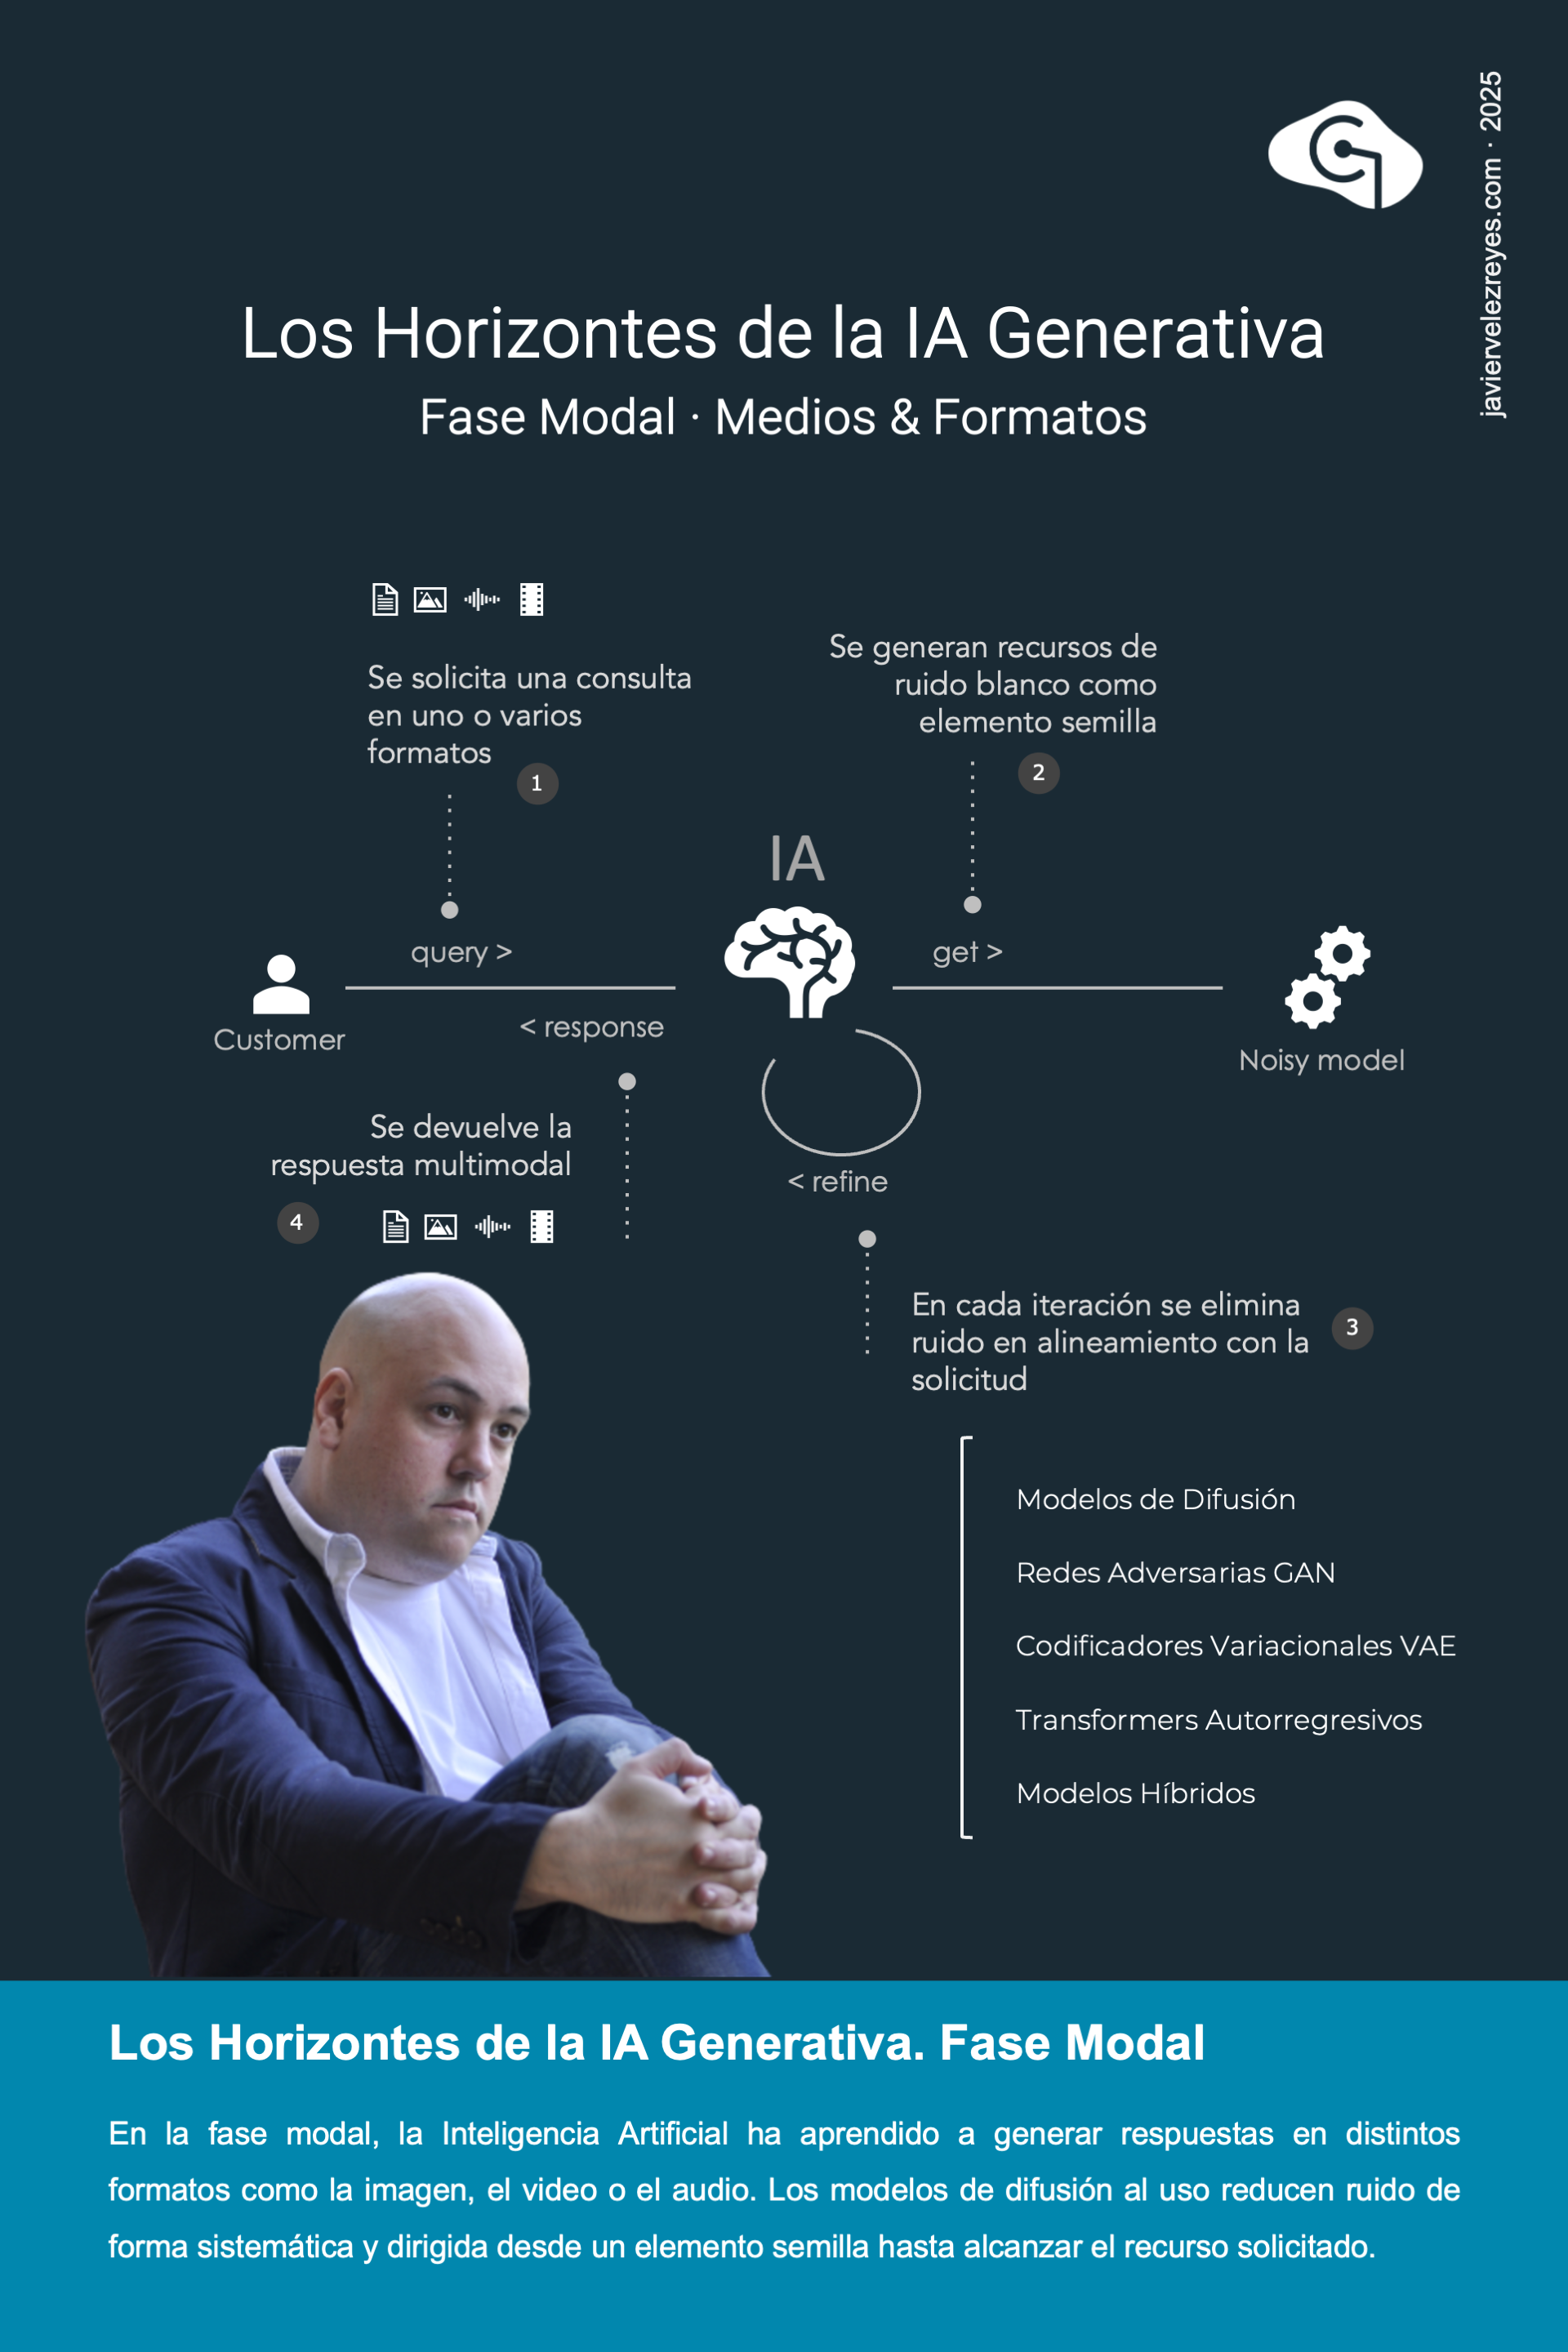 javiervelezreyes.com · 2025
Los Horizontes de la IA Generativa
Fase Modal · Medios & Formatos
Se solicita una consulta
en uno o varios
formatos
1
Se generan recursos de
ruido blanco como
elemento semilla
2
IA
query >
get >
< response
Customer
Noisy model
Se devuelve la
respuesta multimodal
4
< refine
En cada iteración se elimina
ruido en alineamiento con la
solicitud
3
Modelos de Difusión
Redes Adversarias GAN
Codificadores Variacionales VAE
Transformers Autorregresivos
Modelos Híbridos
Los Horizontes de la IA Generativa. Fase Modal
En la fase modal, la Inteligencia Artificial ha aprendido a generar respuestas en distintos
formatos como la imagen, el video o el audio. Los modelos de difusión al uso reducen ruido de
forma sistemática y dirigida desde un elemento semilla hasta alcanzar el recurso solicitado.